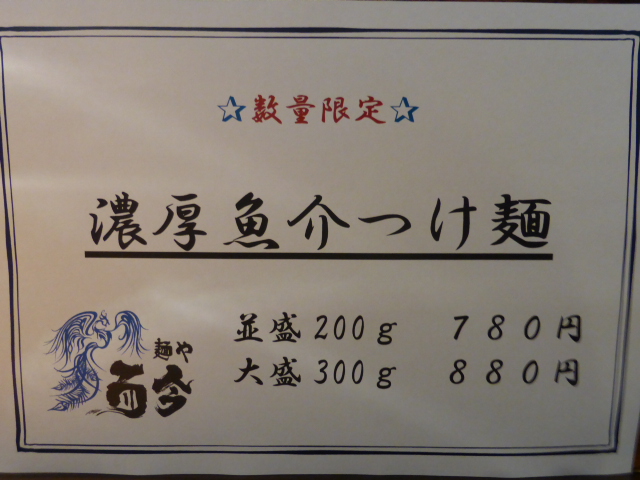 ☆数量限定☆
濃厚魚介つけ麺
並盛200g 780円
大盛300g 880円
麺や